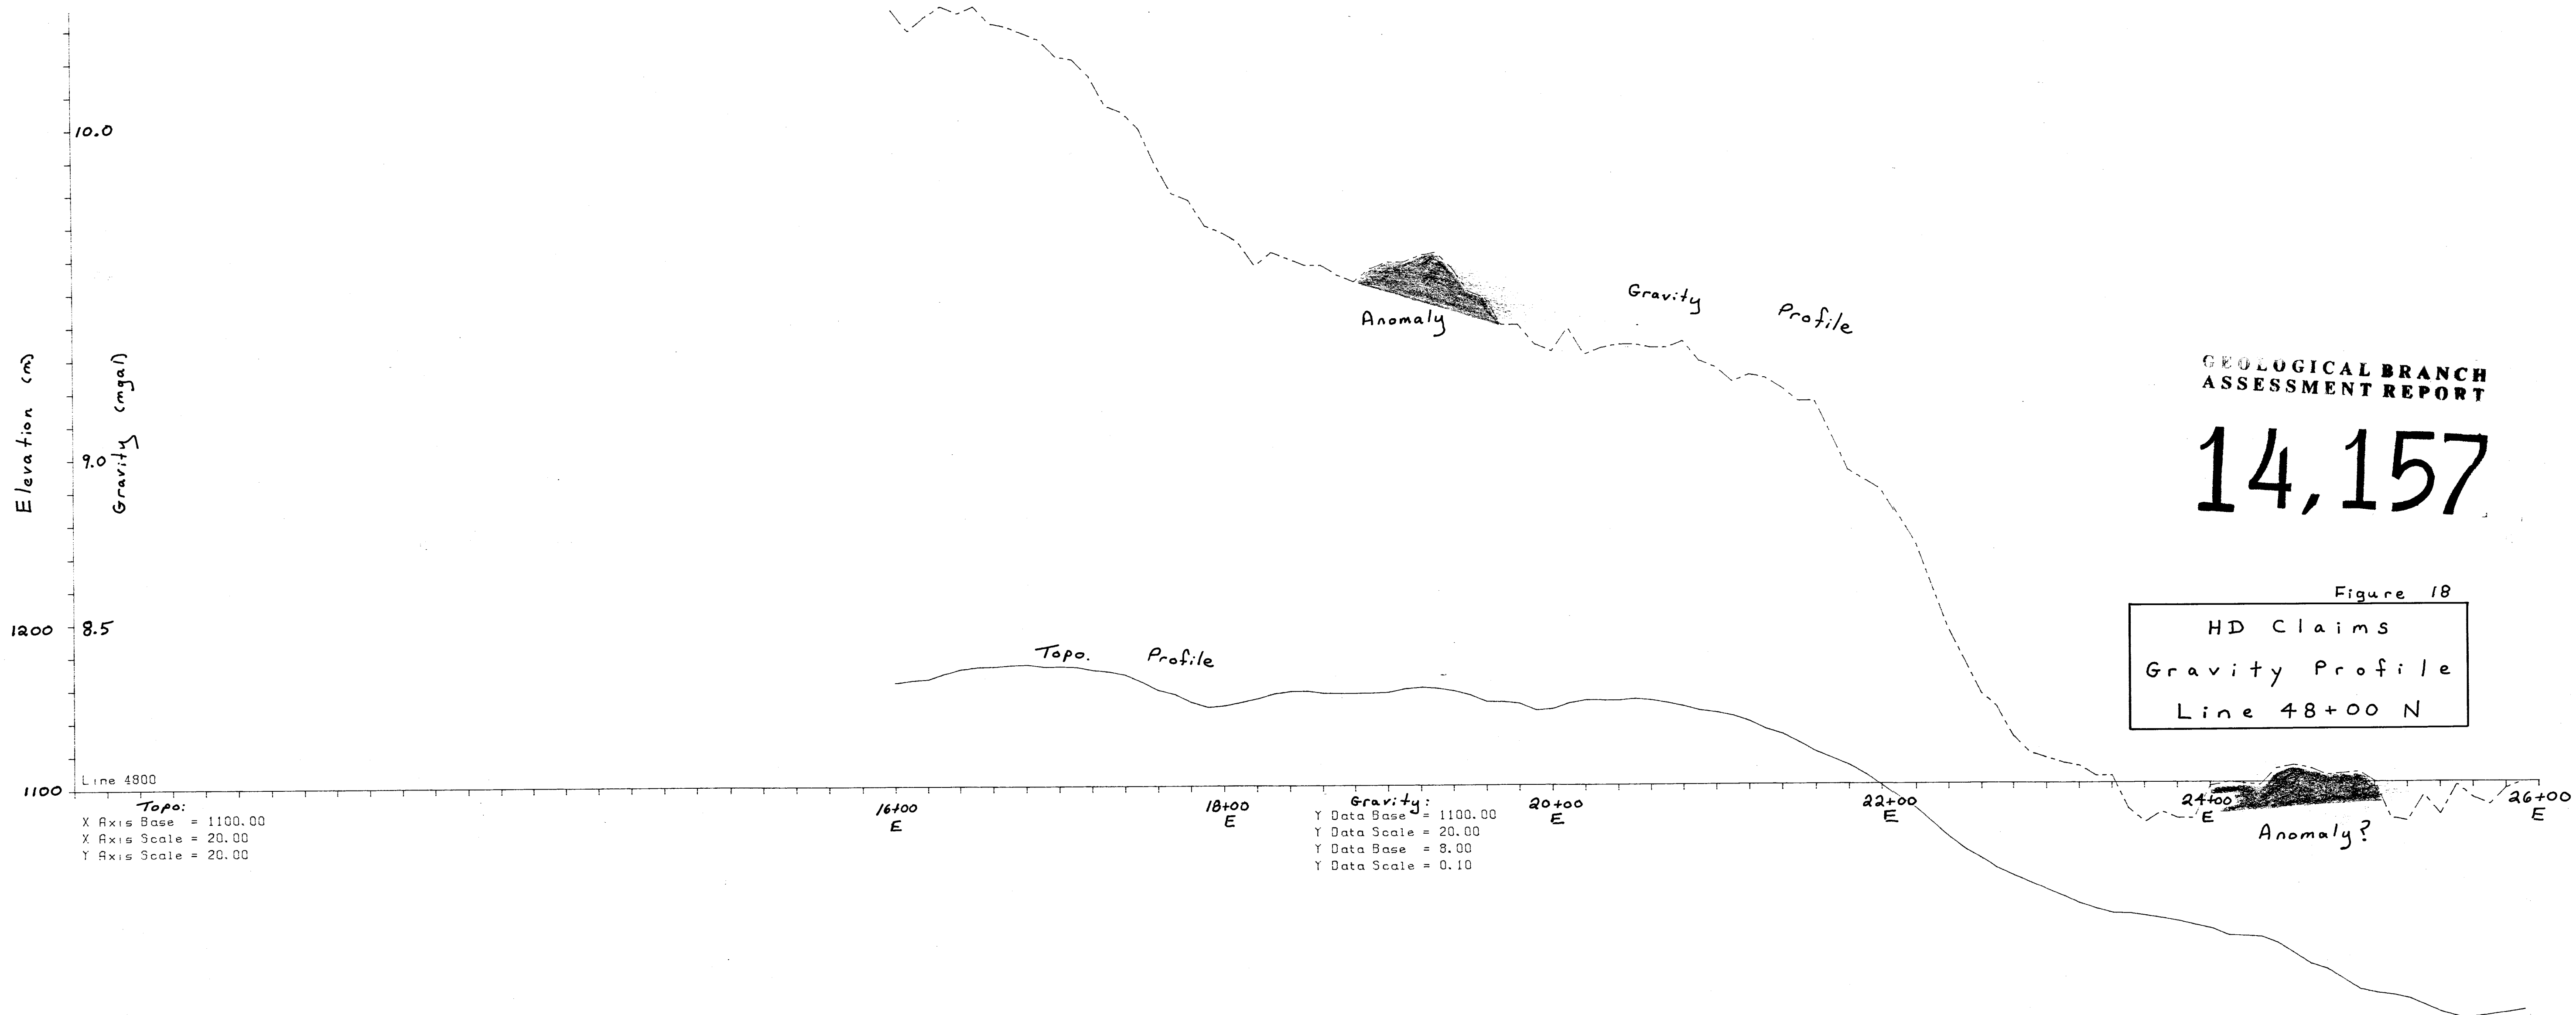 10.0
Elevation (m)
Gravity (mgal)
9.0
1200 8.5
1100
Anomaly
Gravity Profile
GEOLOGICAL BRANCH
ASSESSMENT REPORT
14,157
Figure 18
HD Claims
Gravity Profile
Line 48+00 N
Topo. Profile
Line 4800
Topo:
X Axis Base = 1100.00
X Axis Scale = 20.00
Y Axis Scale = 20.00
16+00
E
18+00
E
Gravity:
Y Data Base = 1100.00
Y Data Scale = 20.00
Y Data Base = 8.00
Y Data Scale = 0.10
20+00
E
22+00
E
24+00
E
Anomaly?
26+00
E